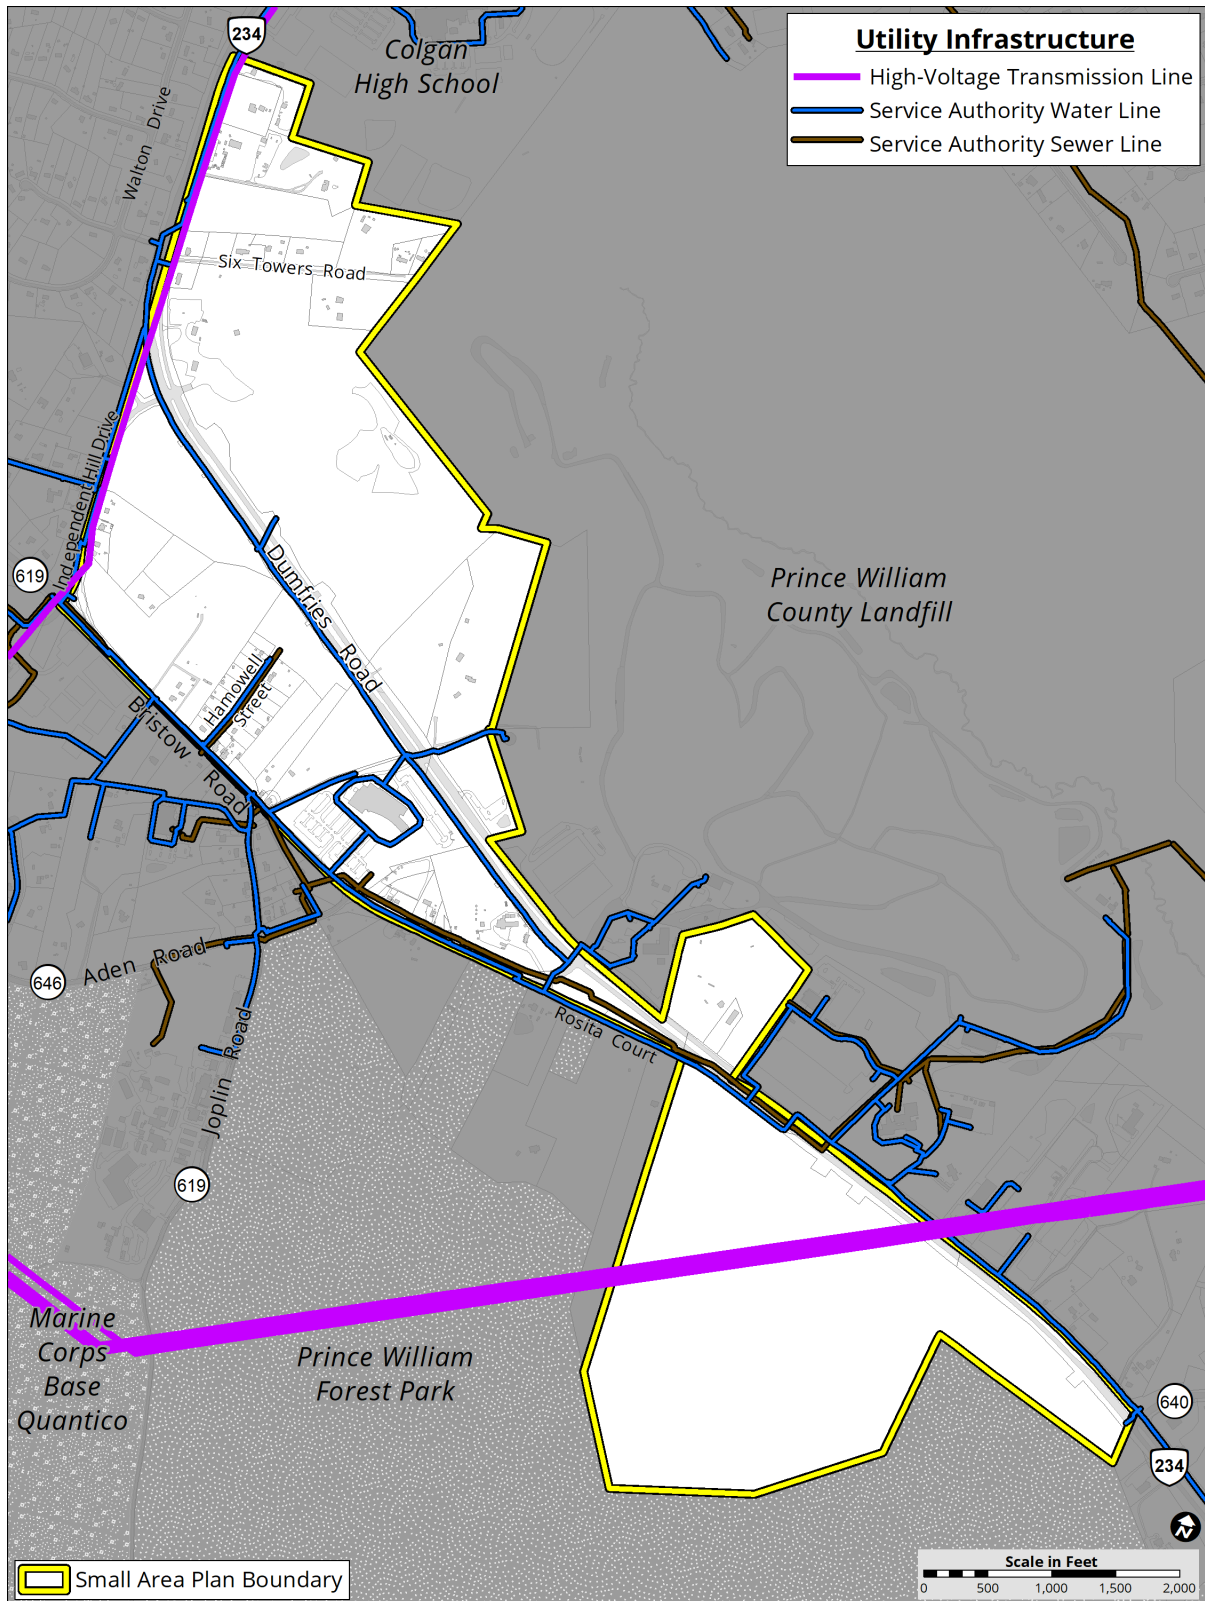 234
Colgan
High School
Utility Infrastructure
High-Voltage Transmission Line
Service Authority Water Line
Service Authority Sewer Line
Walton Drive
Six Towers Road
Independent Hill Drive
619
Prince William
County Landfill
Dumfries Road
Hamowell
Street
Bristow Road
Aden Road
646
Rosita Court
Joplin Road
619
Marine
Corps
Base
Quantico
Prince William
Forest Park
640
234
N
Small Area Plan Boundary
Scale in Feet
0 500 1,000 1,500 2,000